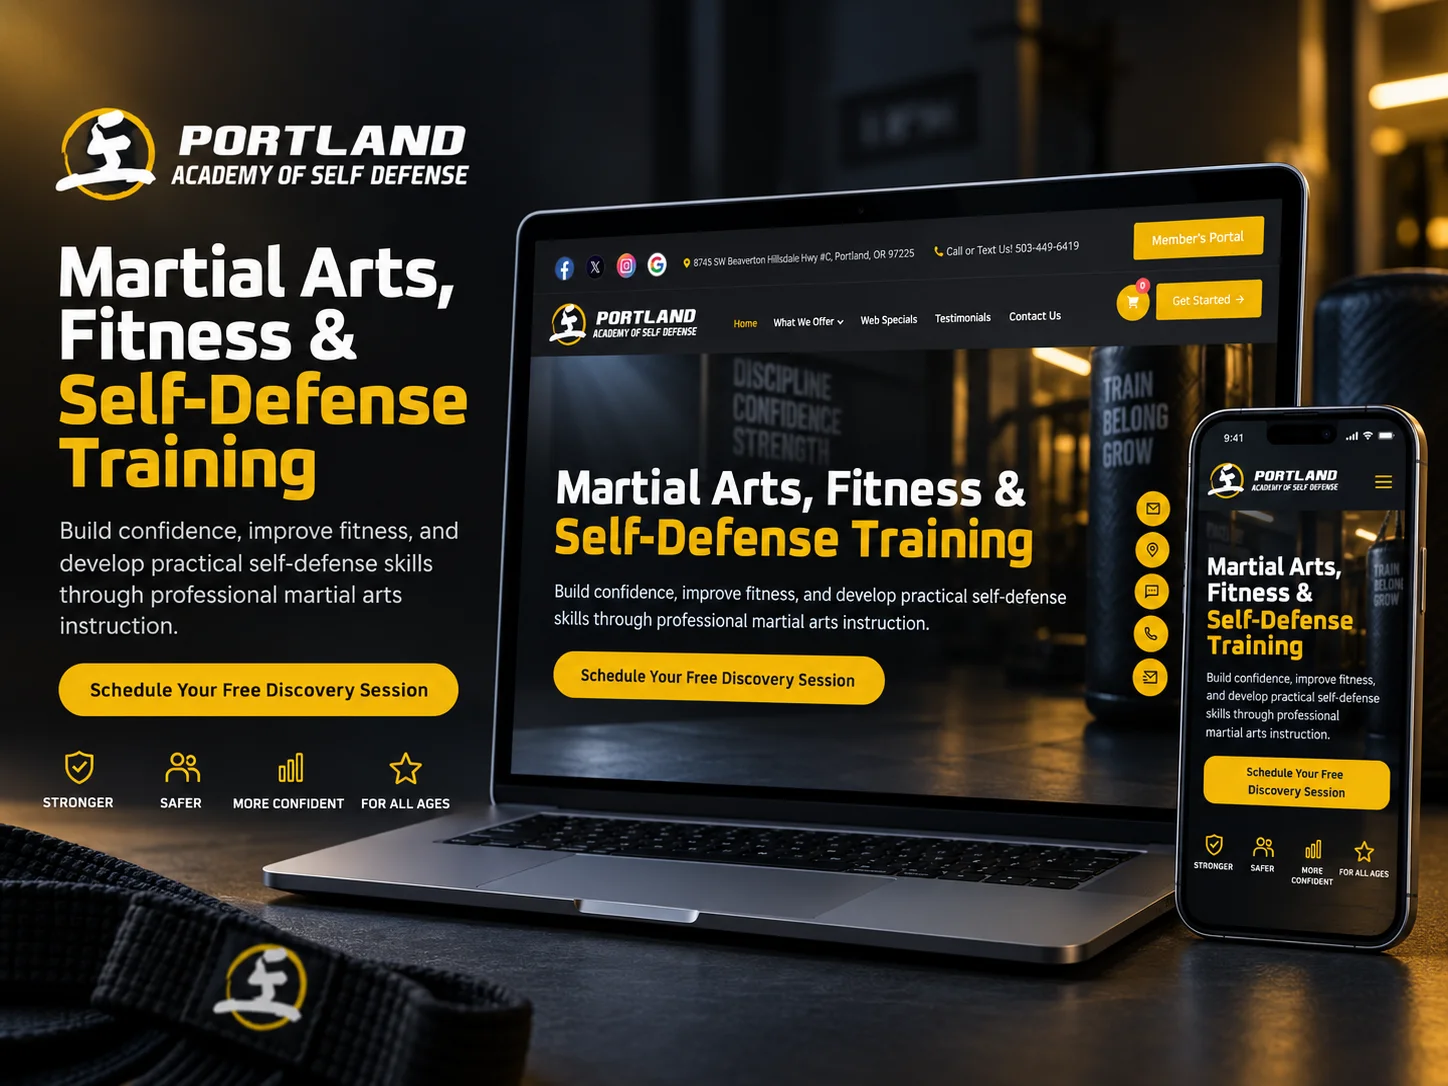 PORTLAND
ACADEMY OF SELF DEFENSE
Martial Arts,
Fitness &
Self-Defense
Training
Build confidence, improve fitness, and
develop practical self-defense skills
through professional martial arts
instruction.
Schedule Your Free Discovery Session
STRONGER
SAFER
MORE CONFIDENT
FOR ALL AGES
8745 SW Beaverton Hillsdale Hwy #C, Portland, OR 97225
Call or Text Us! 503-449-6419
Member's Portal
PORTLAND
ACADEMY OF SELF DEFENSE
Home
What We Offer
Web Specials
Testimonials
Contact Us
0
Get Started →
DISCIPLINE
CONFIDENCE
STRENGTH
TRAIN
BELONG
GROW
Martial Arts, Fitness &
Self-Defense Training
Build confidence, improve fitness, and develop practical self-defense
skills through professional martial arts instruction.
Schedule Your Free Discovery Session
9:41
PORTLAND
ACADEMY OF SELF DEFENSE
TRAIN
BELONG
GROW
Martial Arts,
Fitness &
Self-Defense
Training
Build confidence, improve fitness,
and develop practical self-defense
skills through professional
martial arts instruction.
Schedule Your Free
Discovery Session
STRONGER
SAFER
MORE
CONFIDENT
FOR ALL AGES